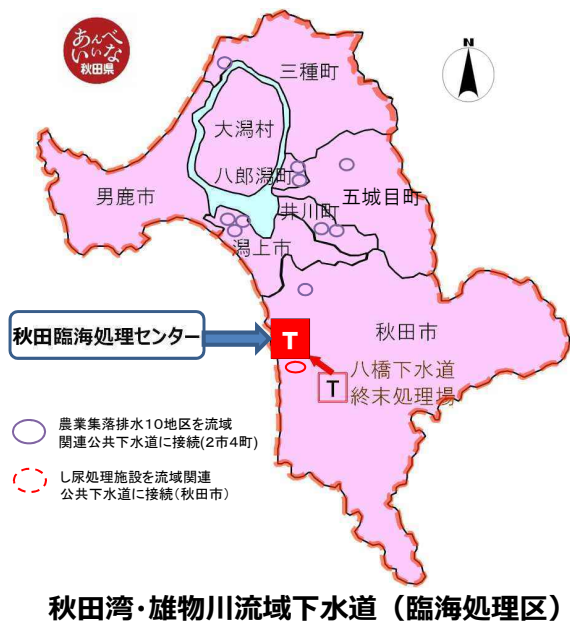 あんべ
いいな
秋田県
N
三種町
大潟村
八郎潟町
五城目町
男鹿市
井川町
潟上市
秋田臨海処理センター
T
秋田市
八橋下水道
終末処理場
T
農業集落排水10地区を流域
関連公共下水道に接続(2市4町)
し尿処理施設を流域関連
公共下水道に接続(秋田市)
秋田湾・雄物川流域下水道（臨海処理区）